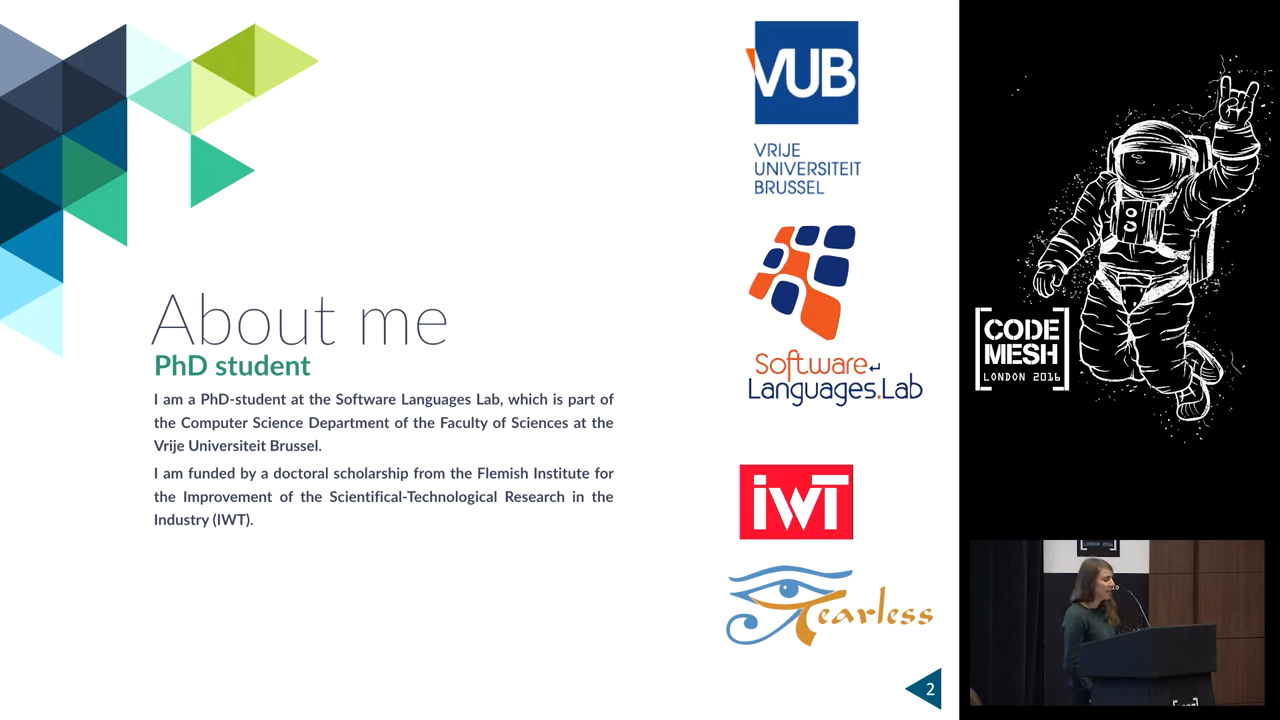 VUB
VRIJE
UNIVERSITEIT
BRUSSEL
About me
PhD student
I am a PhD-student at the Software Languages Lab, which is part of
the Computer Science Department of the Faculty of Sciences at the
Vrije Universiteit Brussel.
I am funded by a doctoral scholarship from the Flemish Institute for
the Improvement of the Scientifical-Technological Research in the
Industry (IWT).
Software
Languages.Lab
iWT
Tearless
2
CODE
MESH
LONDON 2016
LONDON 2016